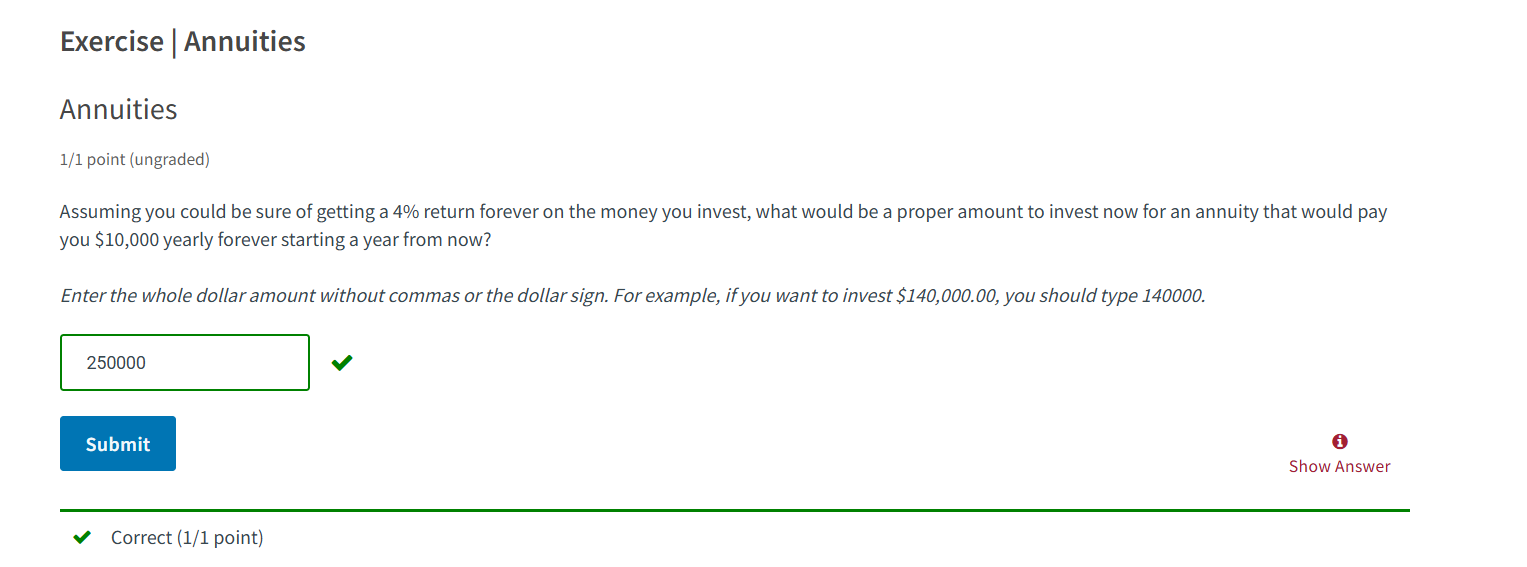 Exercise | Annuities
Annuities
1/1 point (ungraded)
Assuming you could be sure of getting a 4% return forever on the money you invest, what would be a proper amount to invest now for an annuity that would pay
you $10,000 yearly forever starting a year from now?
Enter the whole dollar amount without commas or the dollar sign. For example, if you want to invest $140,000.00, you should type 140000.
250000
Submit
Show Answer
Correct (1/1 point)